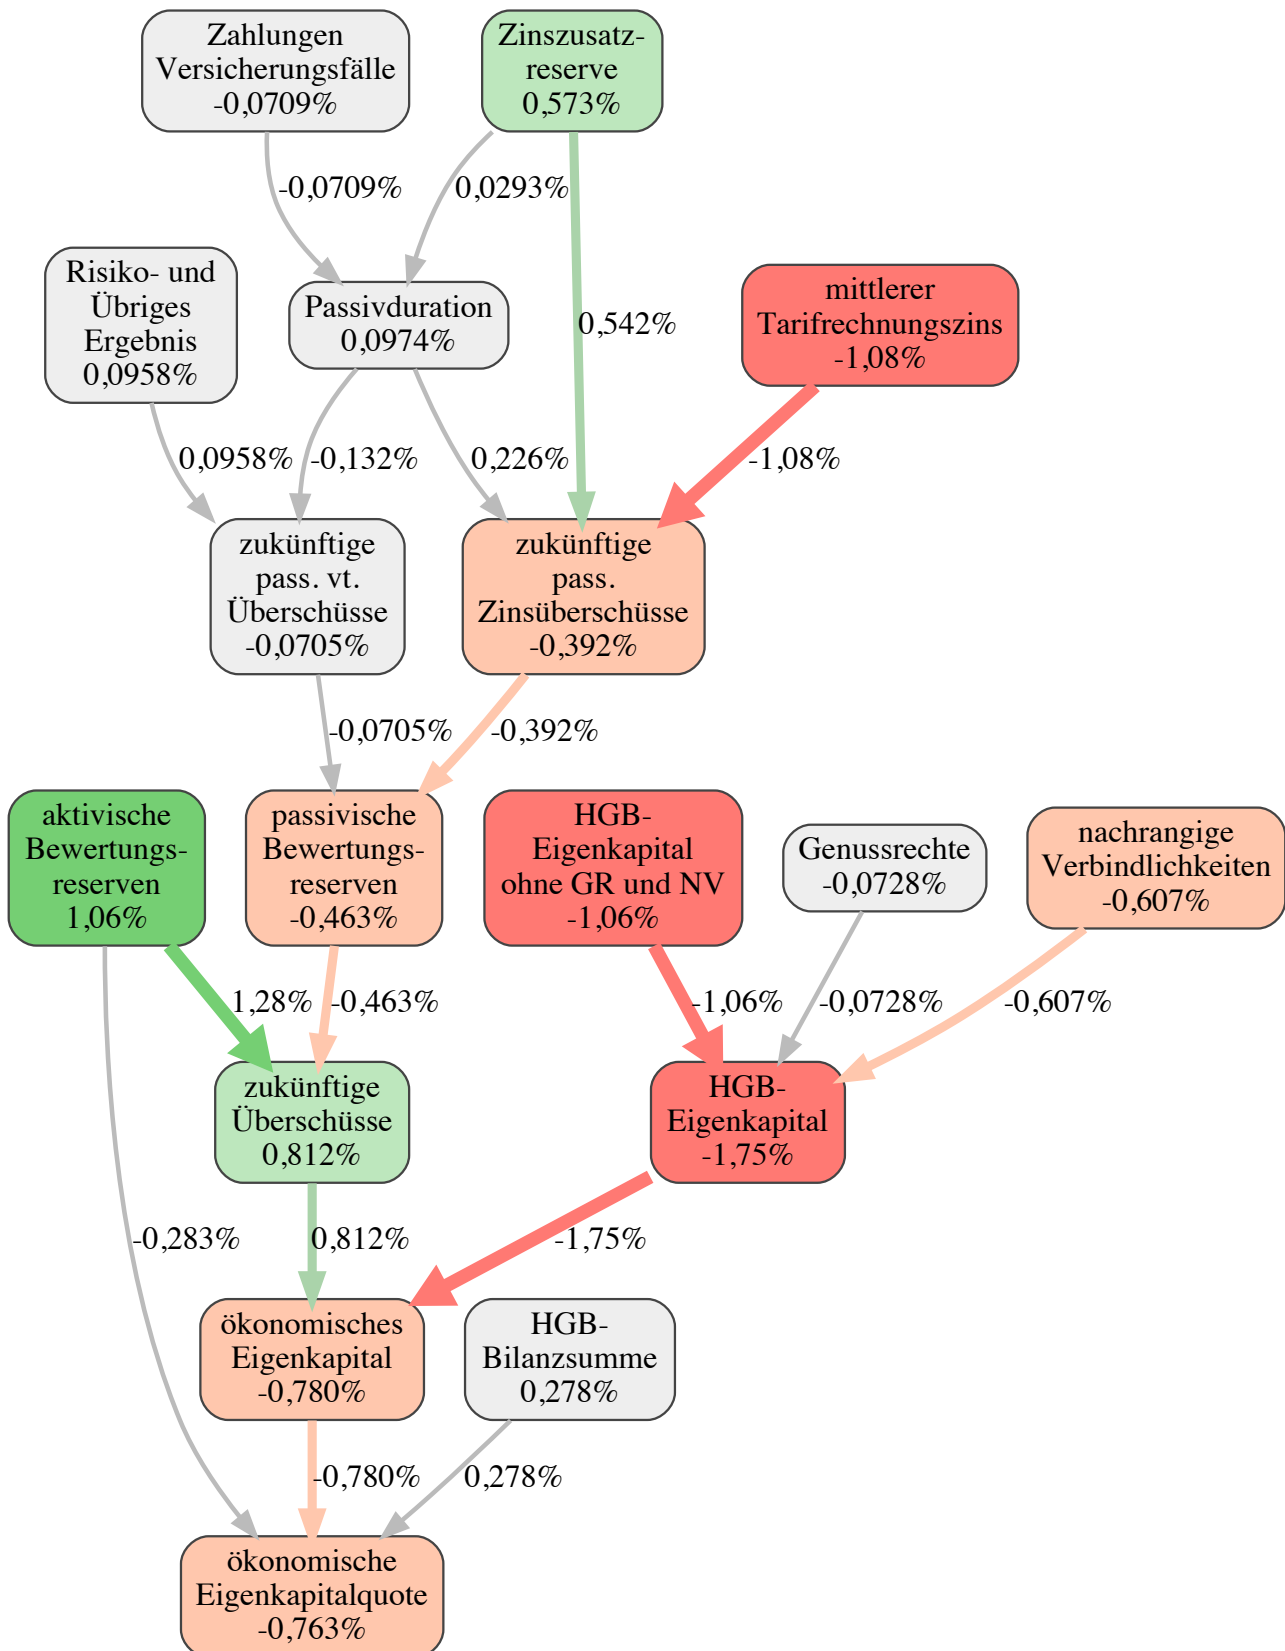 Zahlungen
Versicherungsfälle
-0,0709%
Zinszusatz-
reserve
0,573%
-0,0709%
0,0293%
Risiko- und
Übriges
Ergebnis
0,0958%
Passivduration
0,0974%
0,542%
mittlerer
Tarifrechnungszins
-1,08%
0,0958%
-0,132%
0,226%
-1,08%
zukünftige
pass. vt.
Überschüsse
-0,0705%
zukünftige
pass.
Zinsüberschüsse
-0,392%
-0,0705%
-0,392%
aktivische
Bewertungs-
reserven
1,06%
passivische
Bewertungs-
reserven
-0,463%
HGB-
Eigenkapital
ohne GR und NV
-1,06%
Genussrechte
-0,0728%
nachrangige
Verbindlichkeiten
-0,607%
1,28%
-0,463%
-1,06%
-0,0728%
-0,607%
zukünftige
Überschüsse
0,812%
HGB-
Eigenkapital
-1,75%
-0,283%
0,812%
-1,75%
ökonomisches
Eigenkapital
-0,780%
HGB-
Bilanzsumme
0,278%
-0,780%
0,278%
ökonomische
Eigenkapitalquote
-0,763%